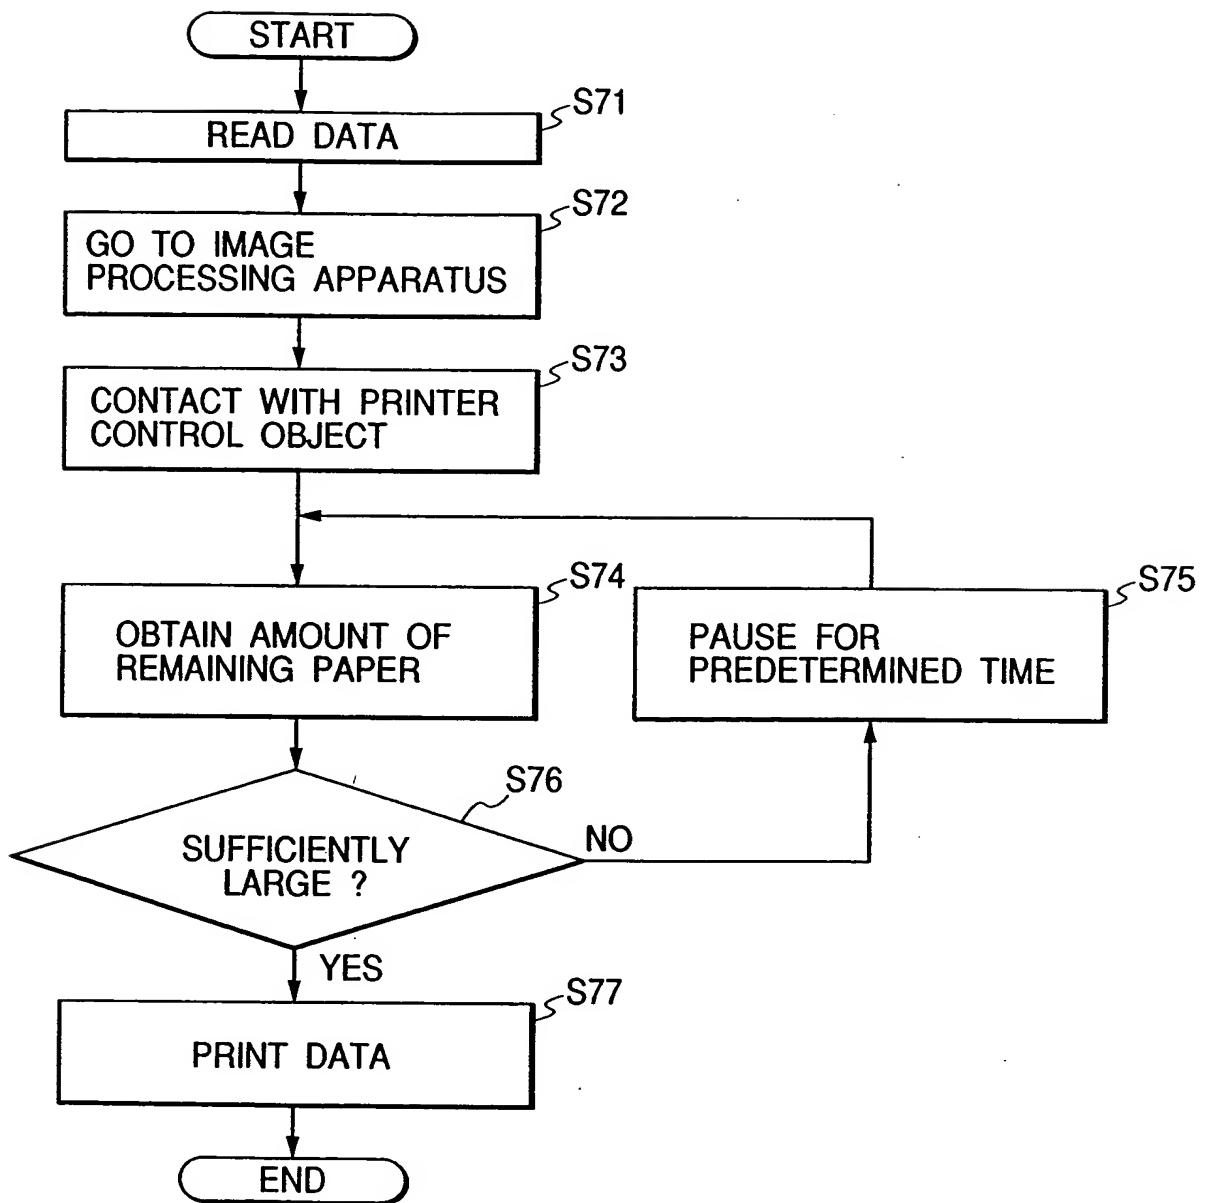 START
S71
READ DATA
S72
GO TO IMAGE
PROCESSING APPARATUS
S73
CONTACT WITH PRINTER
CONTROL OBJECT
S74
OBTAIN AMOUNT OF
REMAINING PAPER
S75
PAUSE FOR
PREDETERMINED TIME
S76
SUFFICIENTLY
LARGE ?
NO
YES
S77
PRINT DATA
END